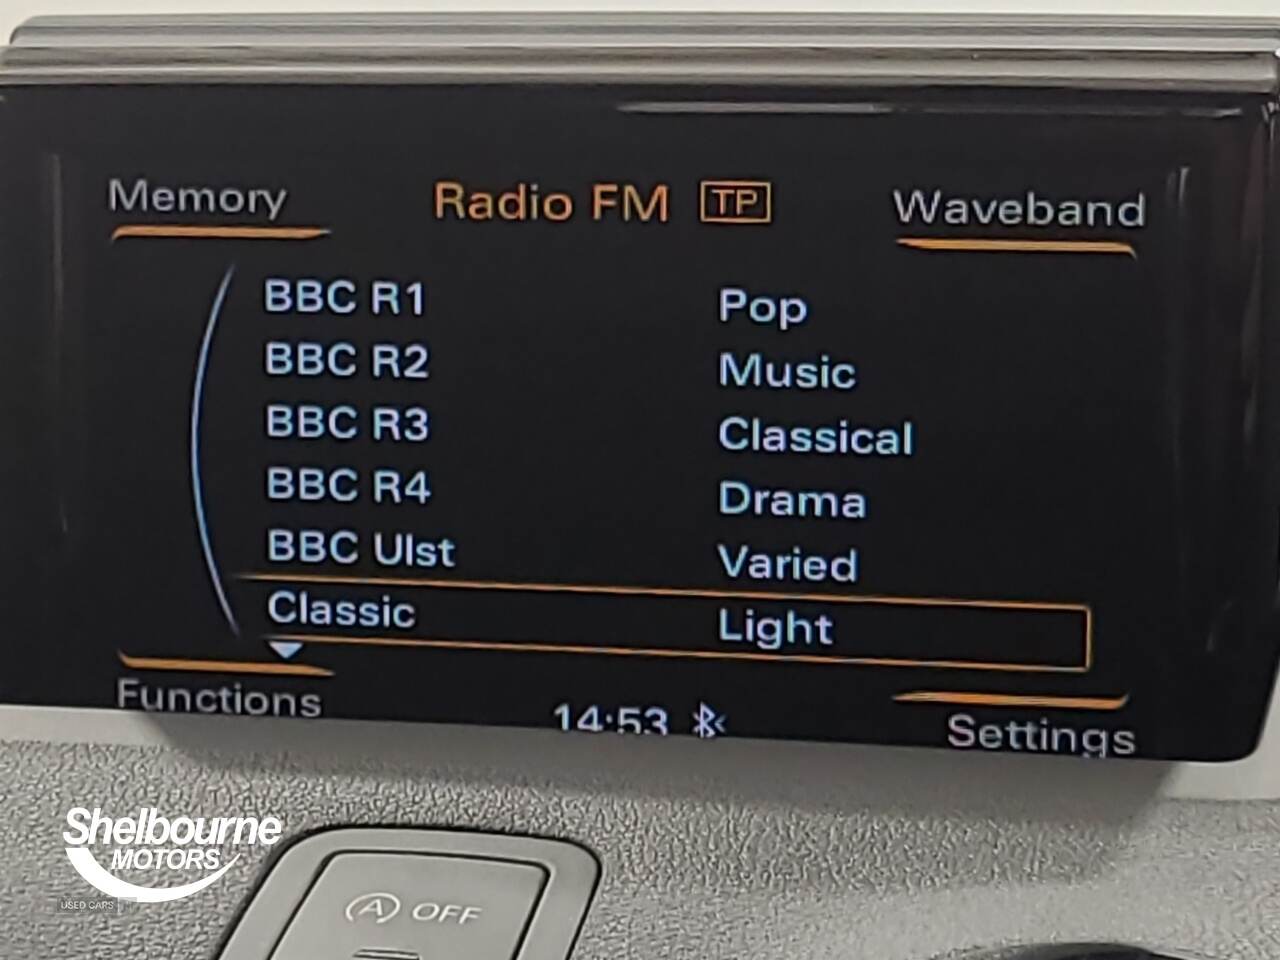 Memory Radio FM TP Waveband
BBC R1 Pop
BBC R2 Music
BBC R3 Classical
BBC R4 Drama
BBC Ulst Varied
Classic Light
Functions 14:53 Settings
Shelbourne
MOTORS
USED CARS
A OFF